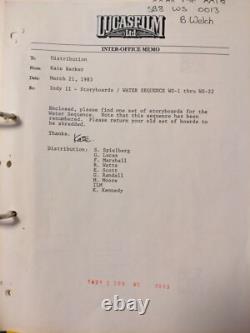 SBB WS 0013
B Welch
LUCASFILM
Ltd
INTER-OFFICE MEMO
To Distribution
From Kate Barker
Date March 21, 1983
Re Indy II - Storyboards / WATER SEQUENCE WS-1 thru WS-22
Enclosed, please find one set of storyboards for the
Water Sequence. Note that this sequence has been
renumbered. Please return your old set of boards to
be shredded.
Thanks.
Kate
Distribution: S. Spielberg
G. Lucas
F. Marshall
R. Watts
E. Scott
G. Randall
M. Moore
ILM
K. Kennedy
WS 0013